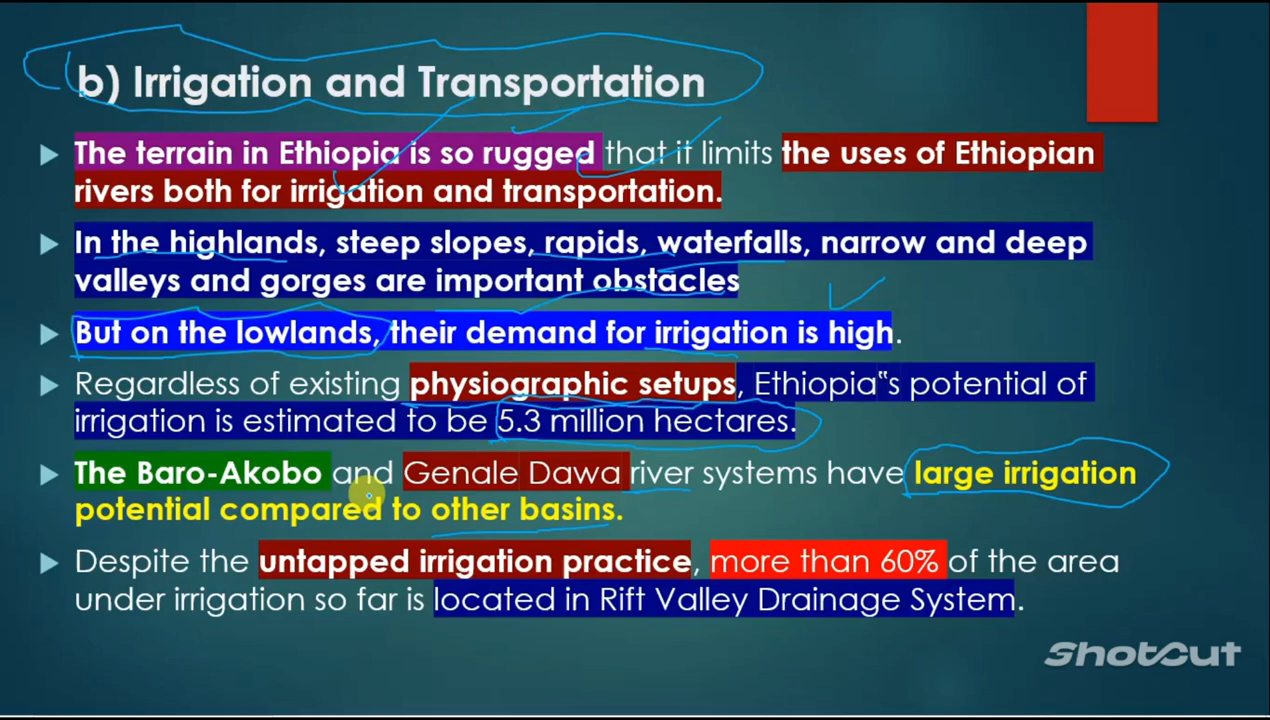 b) Irrigation and Transportation
The terrain in Ethiopia is so rugged that it limits the uses of Ethiopian
rivers both for irrigation and transportation.
In the highlands, steep slopes, rapids, waterfalls, narrow and deep
valleys and gorges are important obstacles
But on the lowlands, their demand for irrigation is high.
Regardless of existing physiographic setups, Ethiopia‟s potential of
irrigation is estimated to be 5.3 million hectares.
The Baro-Akobo and Genale Dawa river systems have large irrigation
potential compared to other basins.
Despite the untapped irrigation practice, more than 60% of the area
under irrigation so far is located in Rift Valley Drainage System.
ShotCut